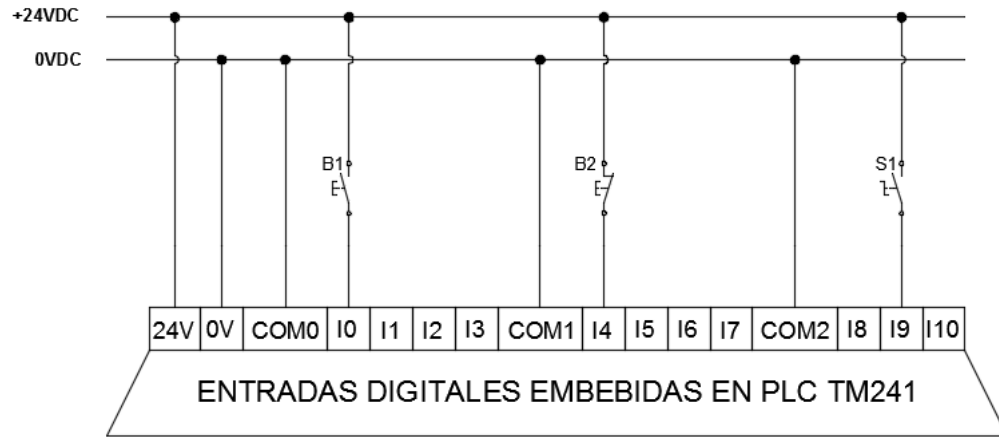 +24VDC
0VDC
B1 B2 S1
24V 0V COM0 I0 I1 I2 I3 COM1 I4 I5 I6 I7 COM2 I8 I9 I10
ENTRADAS DIGITALES EMBEBIDAS EN PLC TM241